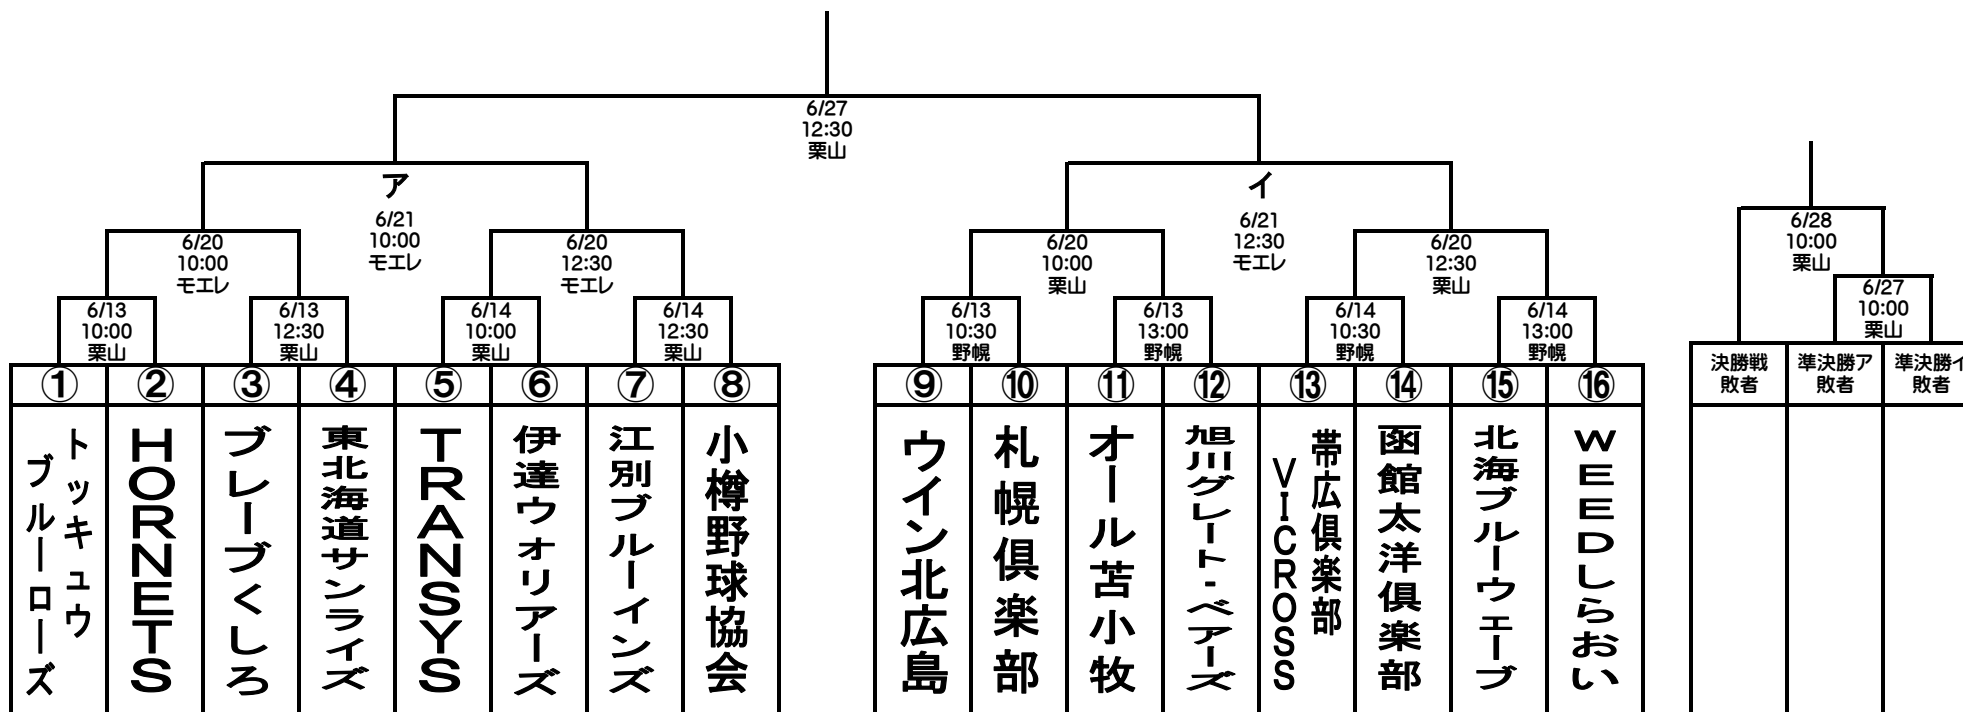 6/27
12:30
栗山
ア
6/21
10:00
モエレ
イ
6/21
12:30
モエレ
6/20
10:00
モエレ
6/20
12:30
モエレ
6/20
10:00
栗山
6/20
12:30
栗山
6/13
10:00
栗山
6/13
12:30
栗山
6/14
10:00
栗山
6/14
12:30
栗山
6/13
10:30
野幌
6/13
13:00
野幌
6/14
10:30
野幌
6/14
13:00
野幌
6/28
10:00
栗山
6/27
10:00
栗山
①
②
③
④
⑤
⑥
⑦
⑧
⑨
⑩
⑪
⑫
⑬
⑭
⑮
⑯
トッキュウ
ブルーローズ
HORNETS
ブレーブくしろ
東北海道サンライズ
TRANSYS
伊達ウォリアーズ
江別ブルーインズ
小樽野球協会
ウイン北広島
札幌倶楽部
オール苫小牧
旭川グレート・ベアーズ
帯広倶楽部
VICROSS
函館太洋倶楽部
北海ブルーウェーブ
WEEDしらおい
決勝戦
敗者
準決勝ア
敗者
準決勝イ
敗者